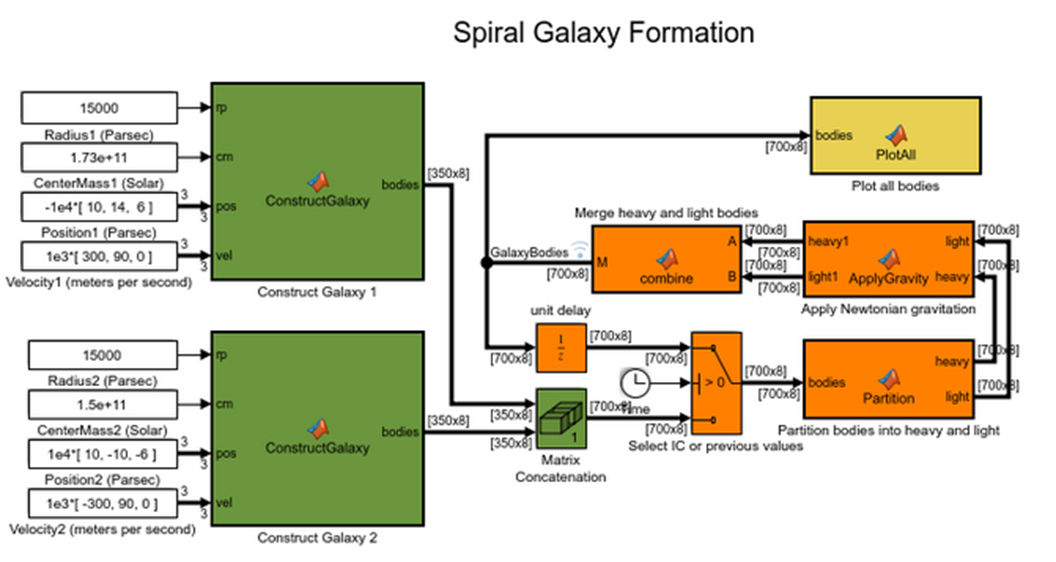 Spiral Galaxy Formation
15000
rp
Radius1 (Parsec)
1.73e+11
cm
CenterMass1 (Solar)
-1e4*[ 10, 14, 6 ]
3
3
pos
Position1 (Parsec)
1e3*[ 300, 90, 0 ]
3
3
vel
Velocity1 (meters per second)
ConstructGalaxy
bodies
[350x8]
Construct Galaxy 1
15000
rp
Radius2 (Parsec)
1.5e+11
cm
CenterMass2 (Solar)
1e4*[ 10, -10, -6 ]
3
3
pos
Position2 (Parsec)
1e3*[ -300, 90, 0 ]
3
3
vel
Velocity2 (meters per second)
ConstructGalaxy
bodies
[350x8]
Construct Galaxy 2
[700x8]
bodies
PlotAll
Plot all bodies
Merge heavy and light bodies
GalaxyBodies
[700x8]
M
combine
A
B
[700x8]
[700x8]
[700x8]
[700x8]
heavy1
light1
ApplyGravity
light
heavy
[700x8]
[700x8]
Apply Newtonian gravitation
unit delay
[700x8]
1
z
[700x8]
[700x8]
Time
> 0
[350x8]
[350x8]
1
[700x8]
[700x8]
Matrix
Concatenation
Select IC or previous values
[700x8]
[700x8]
bodies
Partition
heavy
light
[700x8]
[700x8]
Partition bodies into heavy and light